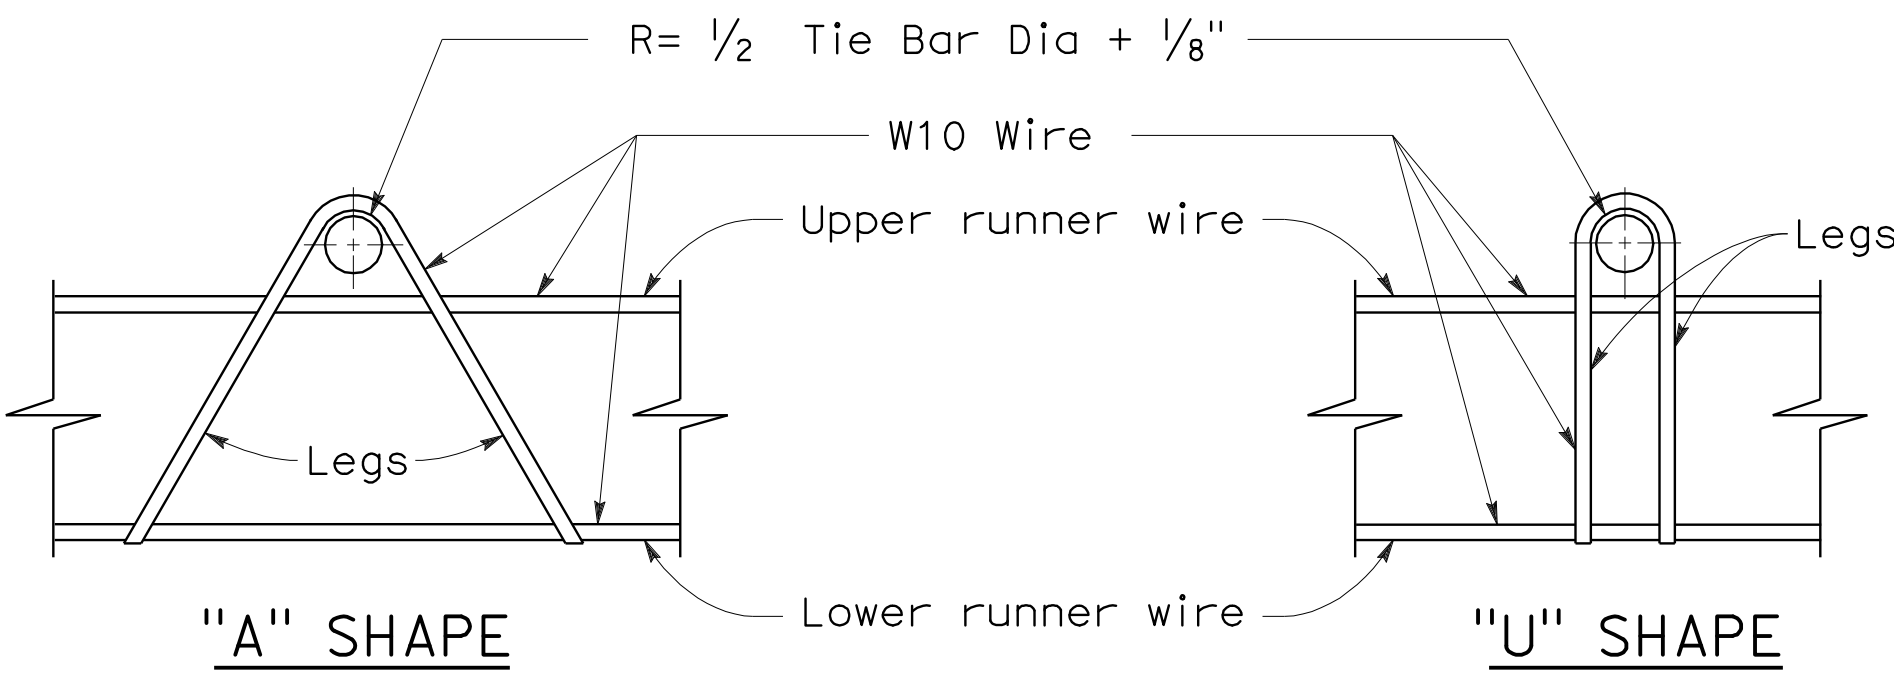 R= 1/2 Tie Bar Dia + 1/8"
W10 Wire
Upper runner wire
Legs
Legs
Lower runner wire
"A" SHAPE
"U" SHAPE